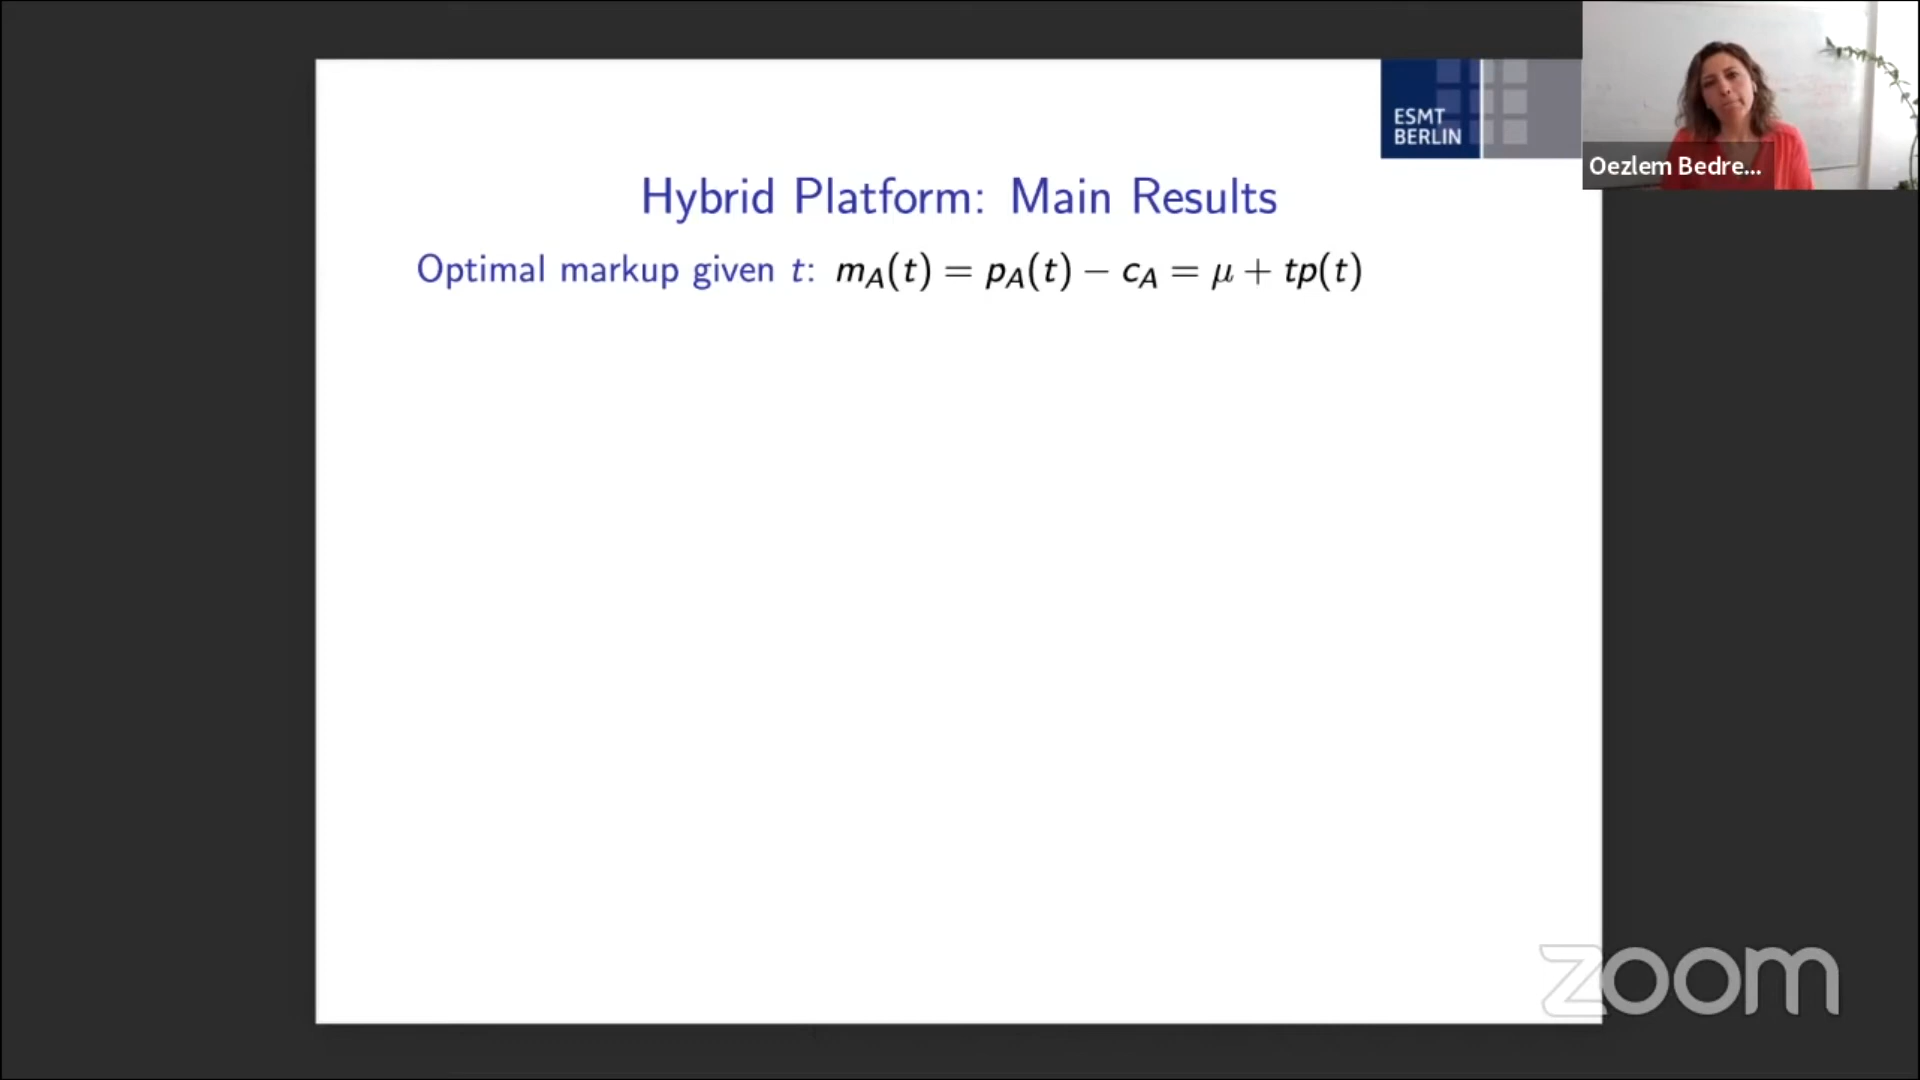 ESMT
BERLIN
Oezlem Bedre...
Hybrid Platform: Main Results
Optimal markup given t: m_A(t) = p_A(t) − c_A = μ + tp(t)
zoom